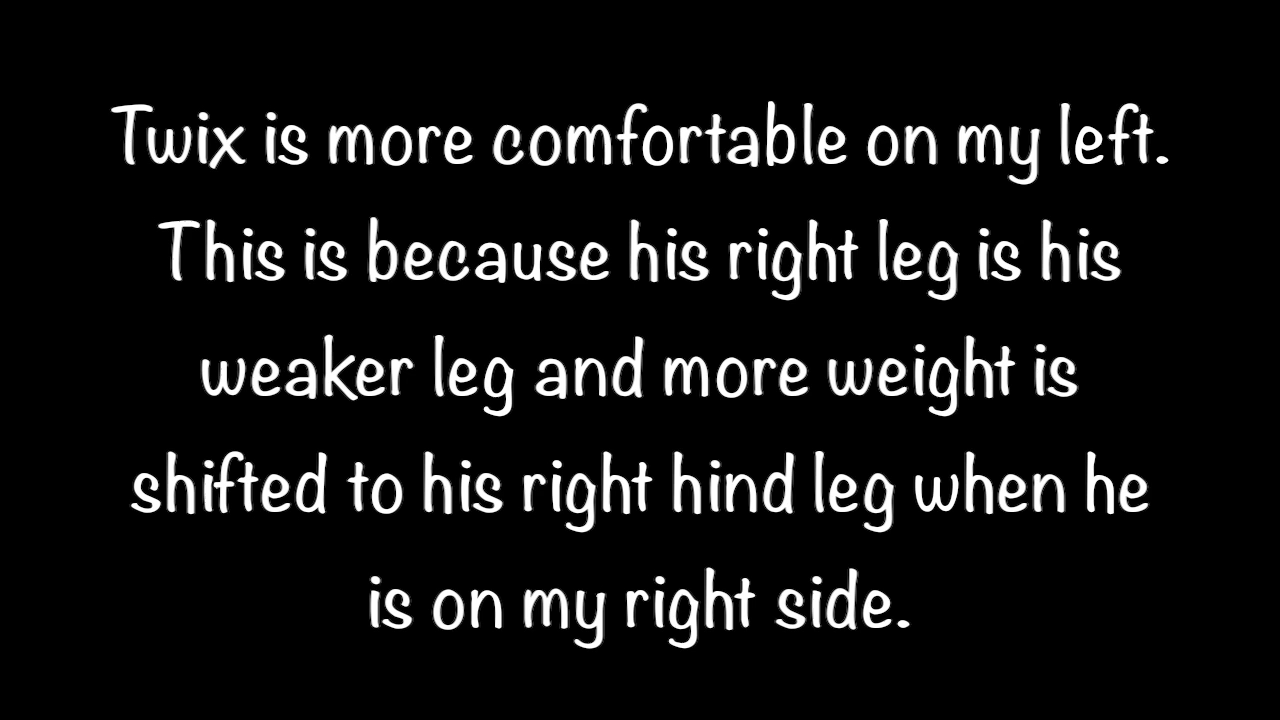 Twix is more comfortable on my left.
This is because his right leg is his
weaker leg and more weight is
shifted to his right hind leg when he
is on my right side.